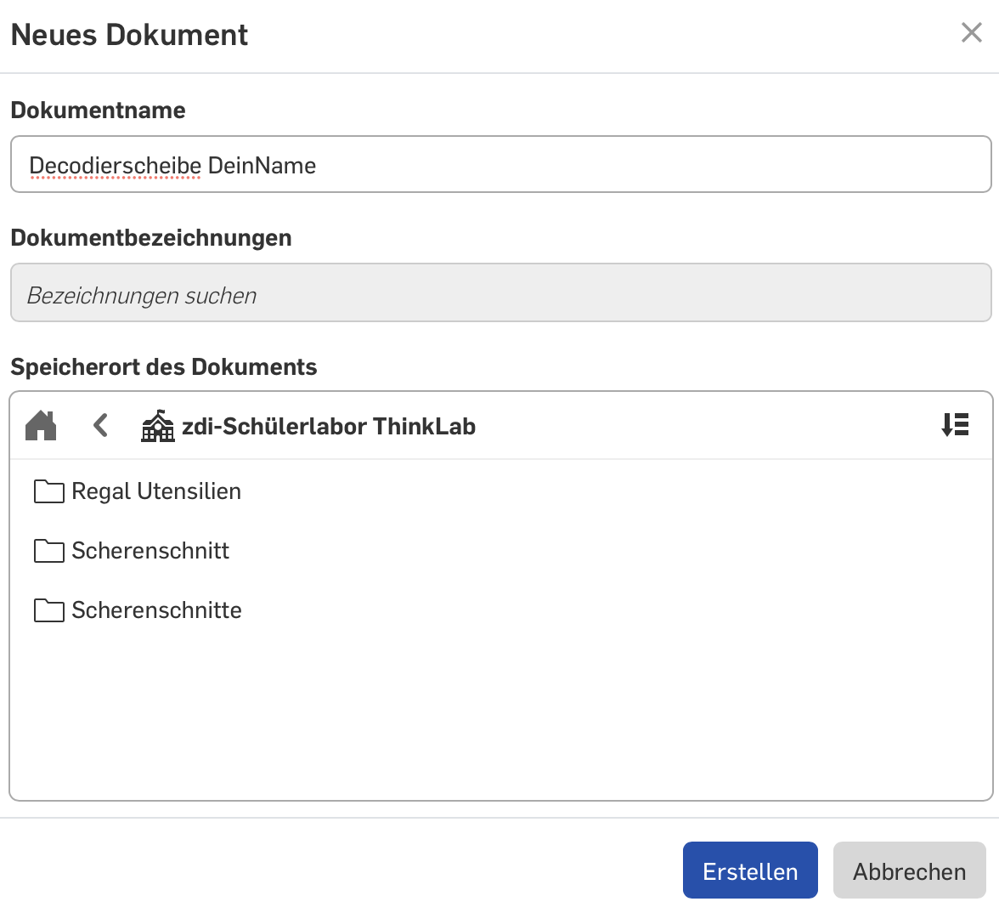 Neues Dokument
Dokumentname
Decodierscheibe DeinName
Dokumentbezeichnungen
Bezeichnungen suchen
Speicherort des Dokuments
zdi-Schülerlabor ThinkLab
Regal Utensilien
Scherenschnitt
Scherenschnitte
Erstellen Abbrechen